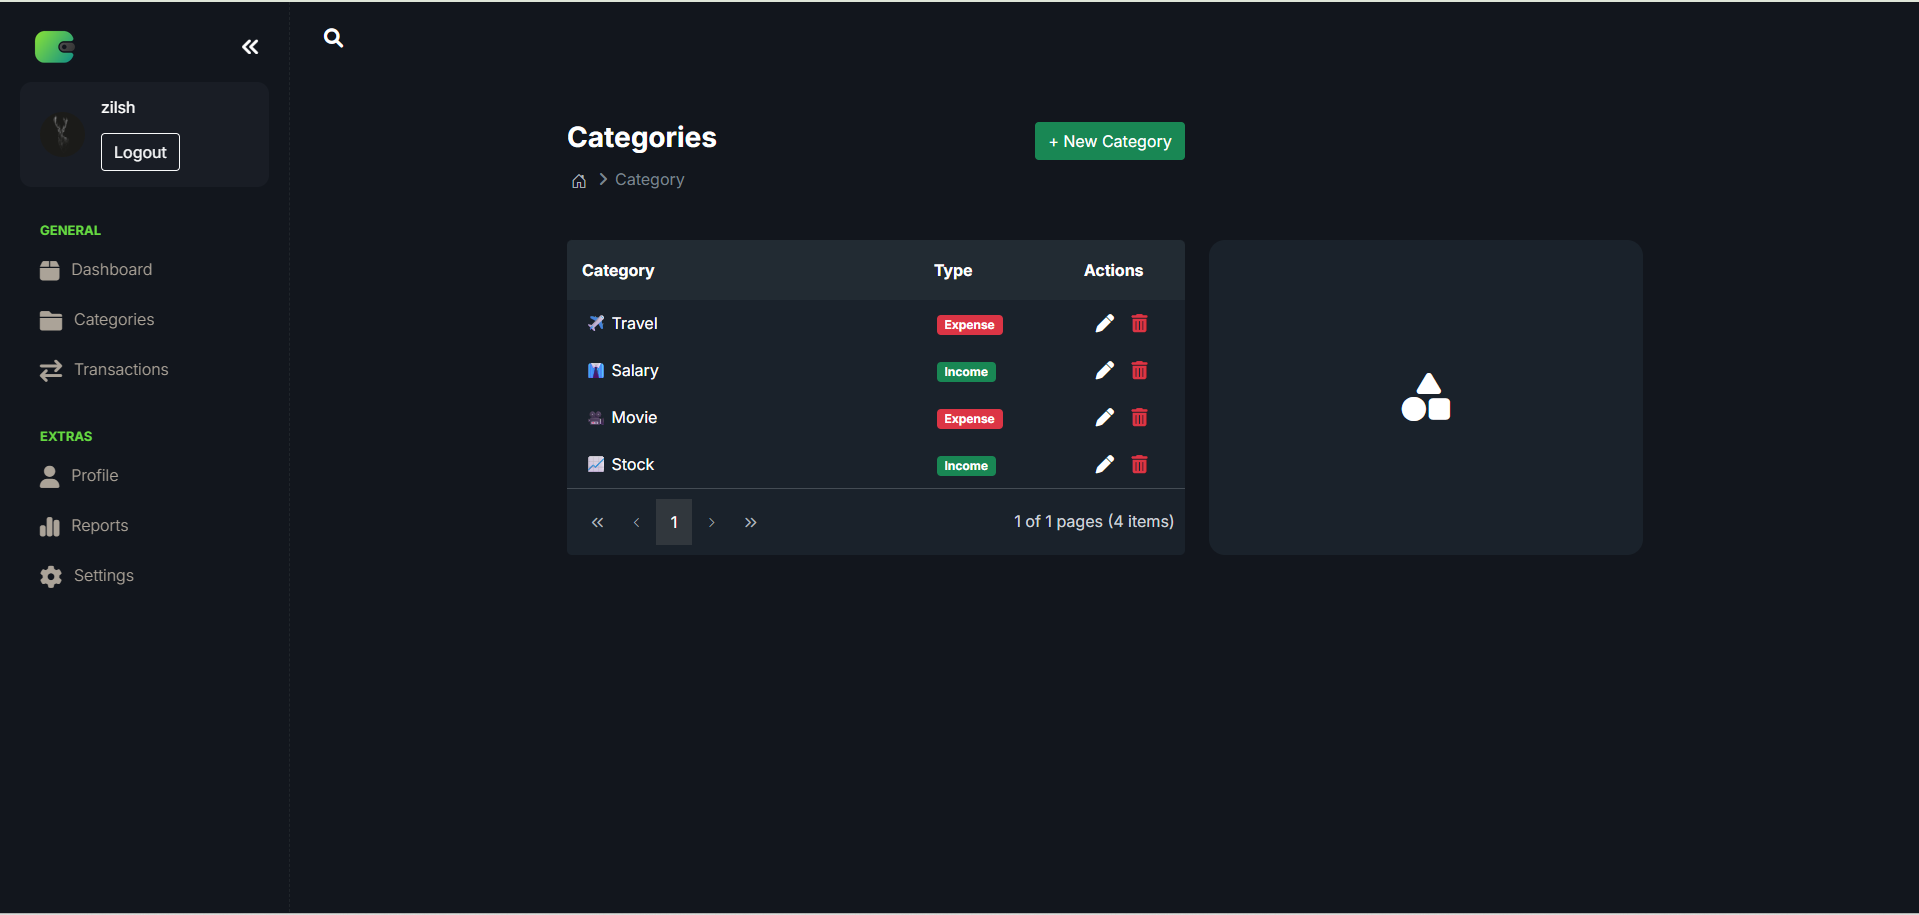 zilsh
Logout
GENERAL
Dashboard
Categories
Transactions
EXTRAS
Profile
Reports
Settings
Categories
+ New Category
Category
Category Type Actions
Travel Expense
Salary Income
Movie Expense
Stock Income
1
1 of 1 pages (4 items)